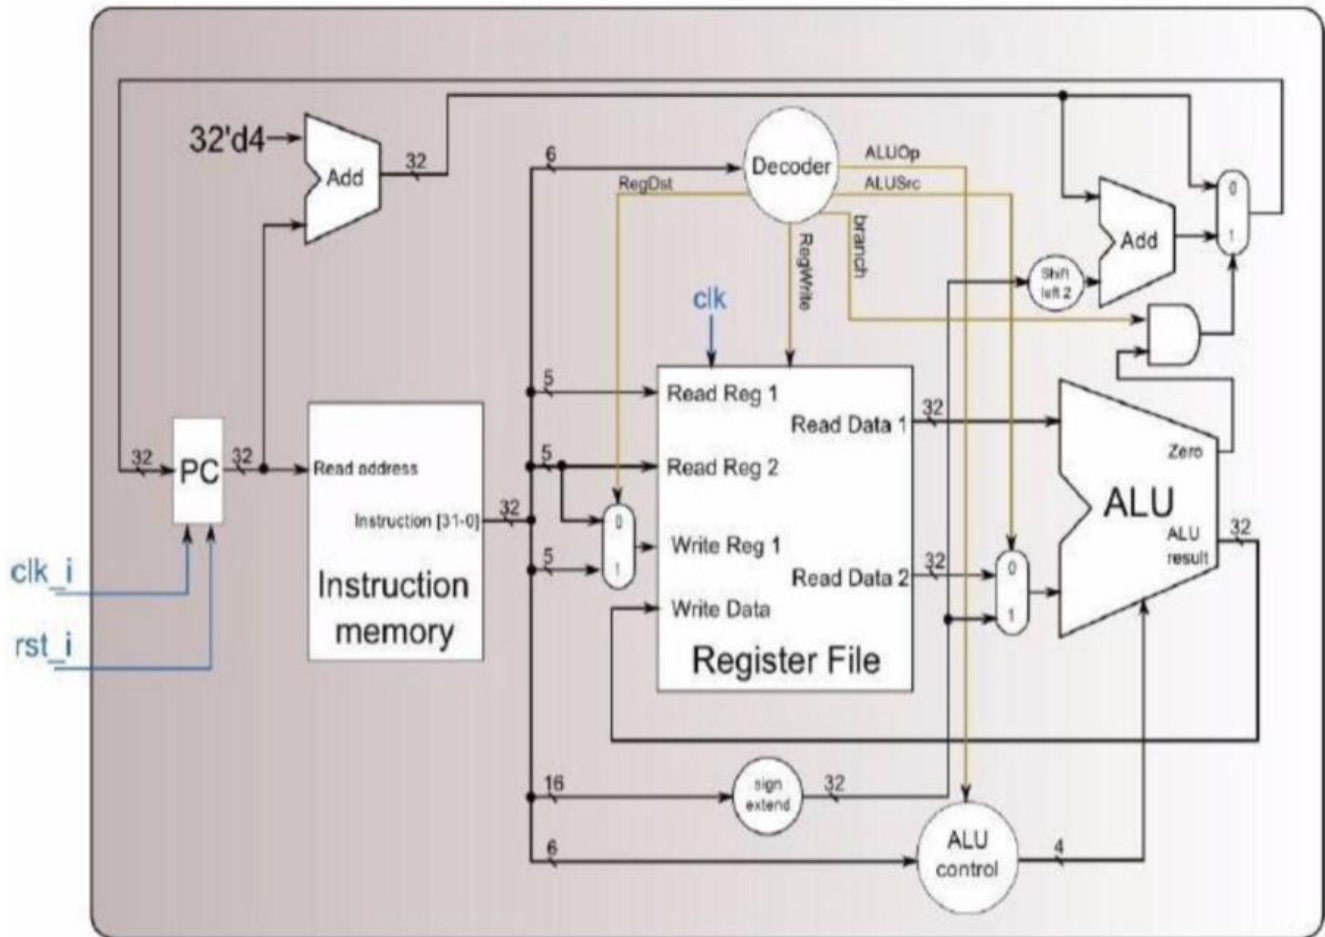 32'd4
Add
32
6
Decoder
ALUOp
ALUSrc
RegDst
RegWrite
branch
0
1
Add
Shift
left 2
clk
5
Read Reg 1
Read Data 1
32
Zero
32
PC
32
Read address
5
Read Reg 2
ALU
Instruction [31-0]
32
0
1
5
Write Reg 1
ALU
result
32
clk_i
Instruction
memory
Read Data 2
32
0
1
Write Data
rst_i
Register File
16
sign
extend
32
6
ALU
control
4